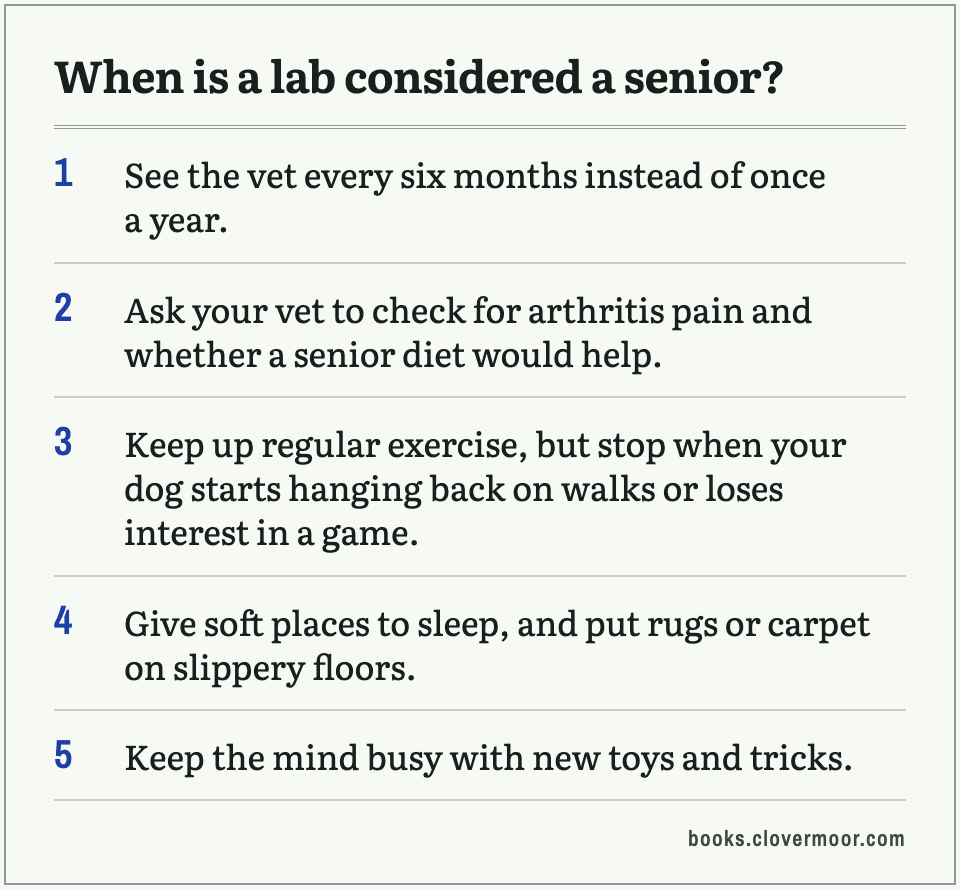 When is a lab considered a senior?
1 See the vet every six months instead of once
a year.
2 Ask your vet to check for arthritis pain and
whether a senior diet would help.
3 Keep up regular exercise, but stop when your
dog starts hanging back on walks or loses
interest in a game.
4 Give soft places to sleep, and put rugs or carpet
on slippery floors.
5 Keep the mind busy with new toys and tricks.
books.clovermoor.com